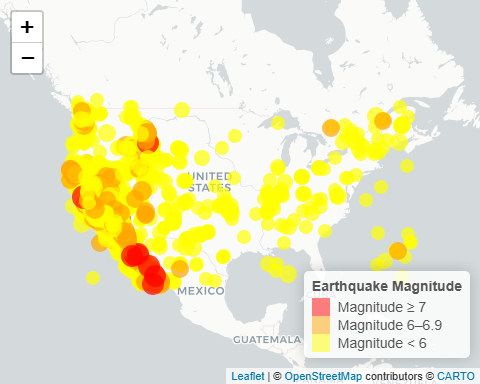 +
−
UNITED
STATES
MEXICO
GUATEMALA
Earthquake Magnitude
Magnitude ≥ 7
Magnitude 6–6.9
Magnitude < 6
Leaflet | © OpenStreetMap contributors © CARTO